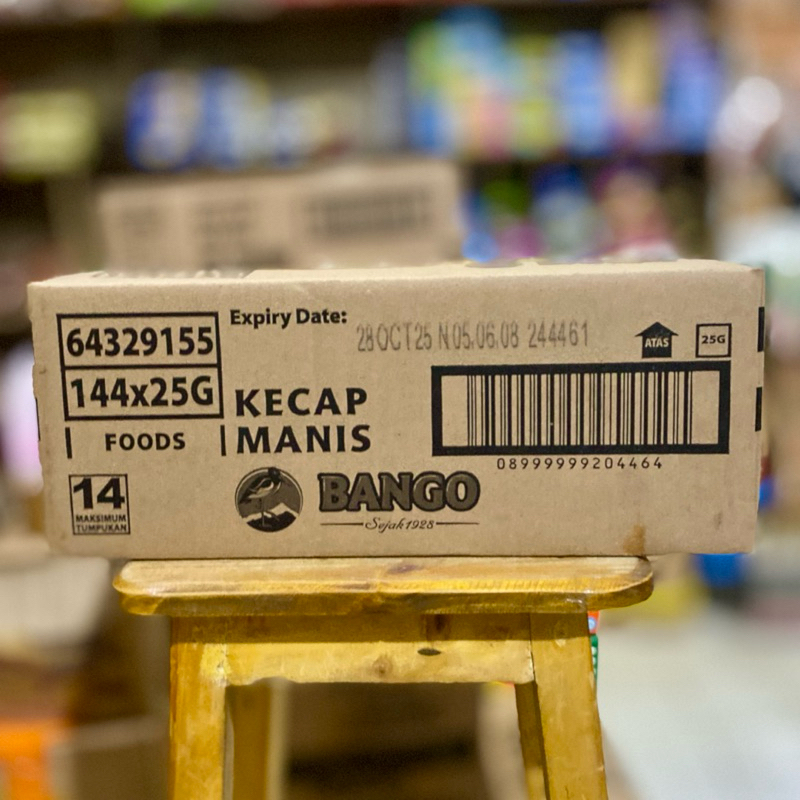 64329155
144x25G
FOODS
14
MAKSIMUM
TUMPUKAN
Expiry Date:
28OCT25 N05.06.08 244461
KECAP
MANIS
BANGO
Sejak 1928
ATAS
25G
08999999204464